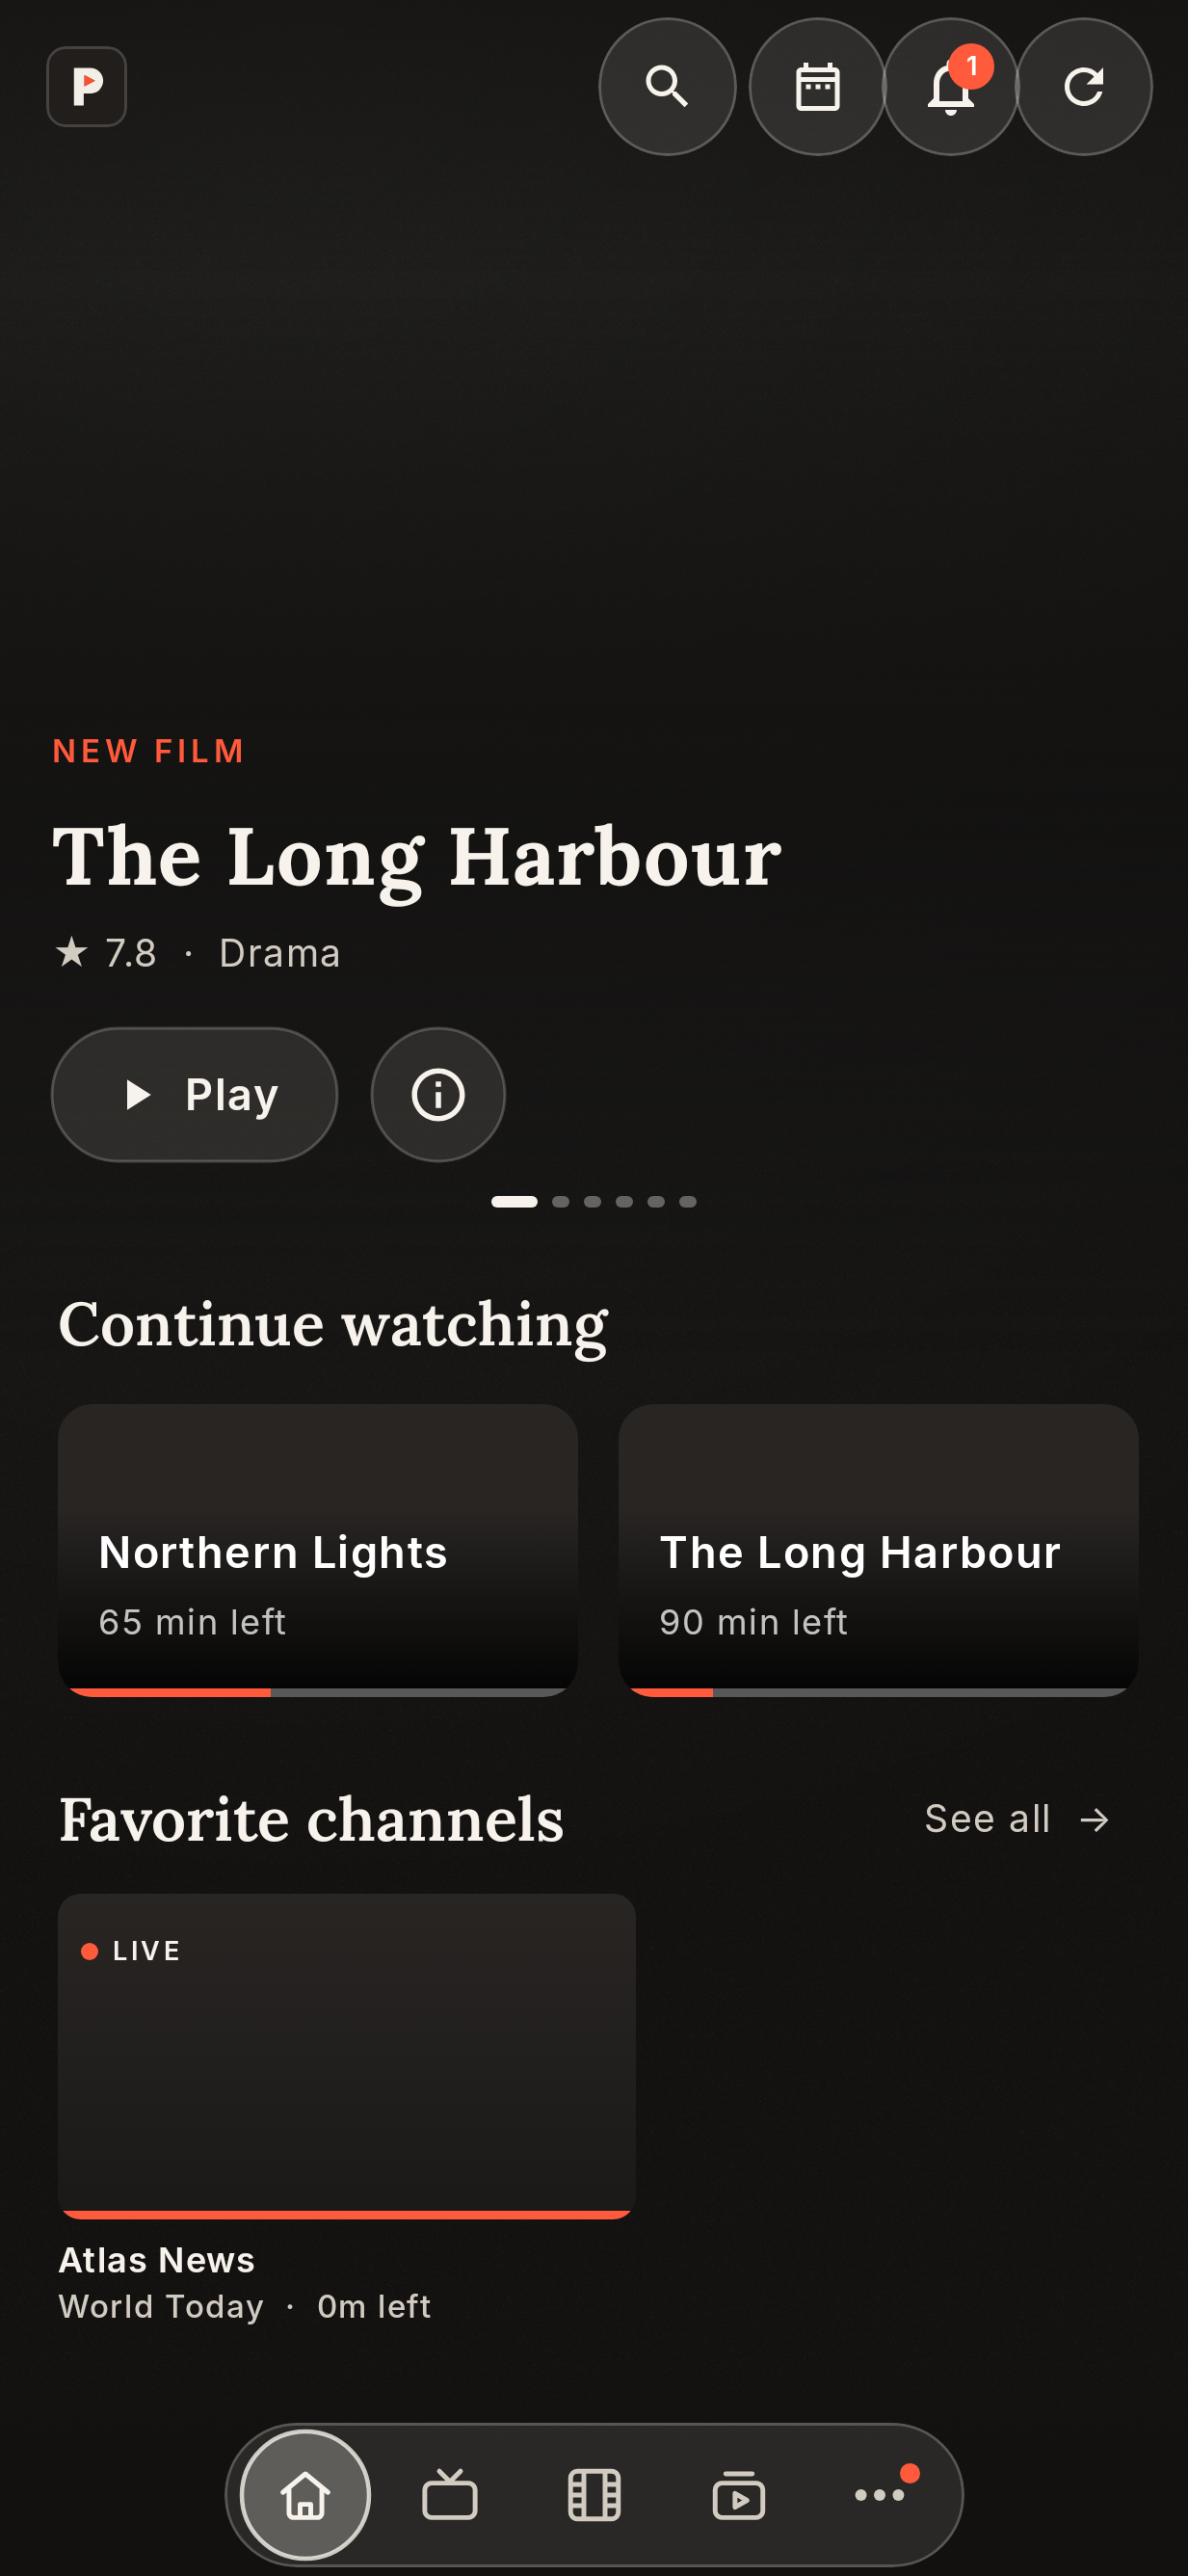 P
1
NEW FILM
The Long Harbour
★ 7.8 · Drama
Play
Continue watching
Northern Lights
65 min left
The Long Harbour
90 min left
Favorite channels
See all →
LIVE
Atlas News
World Today · 0m left